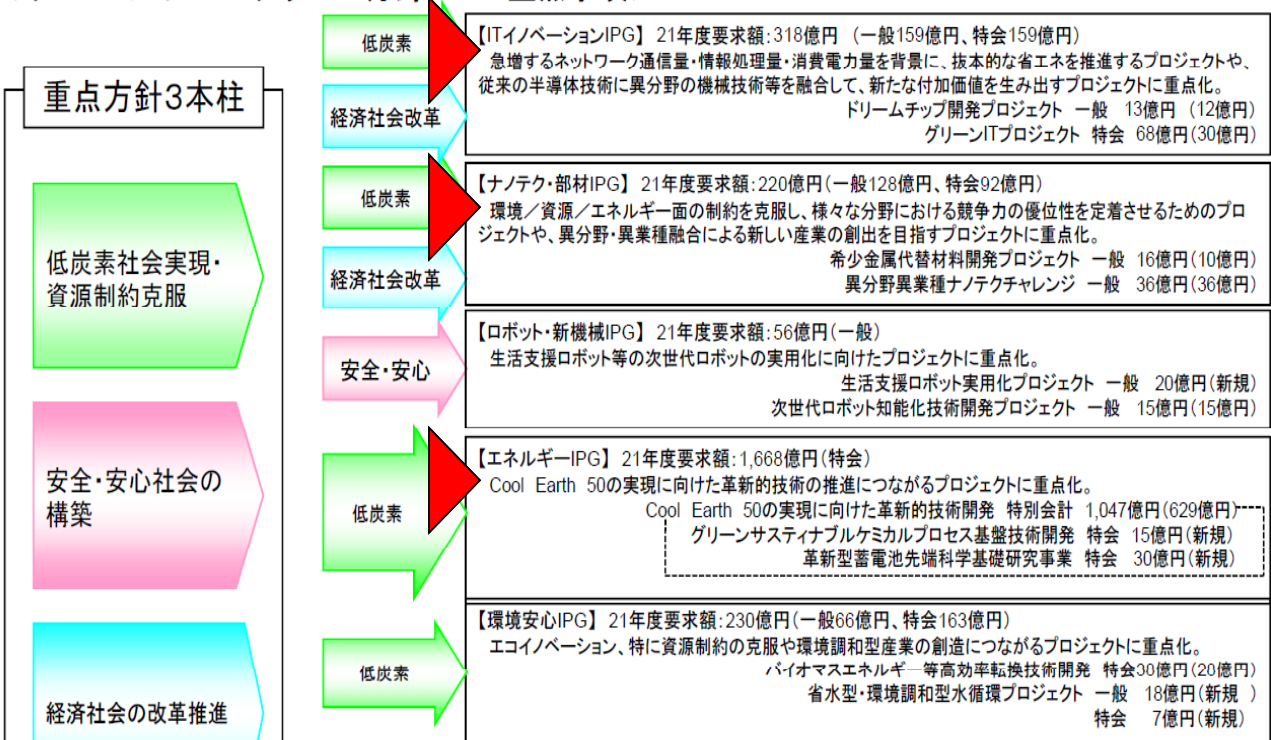 重点方針3本柱
低炭素社会実現・
資源制約克服
安全・安心社会の
構築
経済社会の改革推進
低炭素
経済社会改革
【ITイノベーションIPG】 21年度要求額:318億円 (一般159億円、特会159億円)
急増するネットワーク通信量・情報処理量・消費電力量を背景に、抜本的な省エネを推進するプロジェクトや、
従来の半導体技術に異分野の機械技術等を融合して、新たな付加価値を生み出すプロジェクトに重点化。
ドリームチップ開発プロジェクト 一般 13億円 (12億円)
グリーンITプロジェクト 特会 68億円(30億円)
低炭素
経済社会改革
【ナノテク・部材IPG】 21年度要求額:220億円(一般128億円、特会92億円)
環境/資源/エネルギー面の制約を克服し、様々な分野における競争力の優位性を定着させるためのプロ
ジェクトや、異分野・異業種融合による新しい産業の創出を目指すプロジェクトに重点化。
希少金属代替材料開発プロジェクト 一般 16億円(10億円)
異分野異業種ナノテクチャレンジ 一般 36億円(36億円)
安全・安心
【ロボット・新機械IPG】 21年度要求額:56億円(一般)
生活支援ロボット等の次世代ロボットの実用化に向けたプロジェクトに重点化。
生活支援ロボット実用化プロジェクト 一般 20億円(新規)
次世代ロボット知能化技術開発プロジェクト 一般 15億円(15億円)
低炭素
【エネルギーIPG】 21年度要求額:1,668億円(特会)
Cool Earth 50の実現に向けた革新的技術の推進につながるプロジェクトに重点化。
Cool Earth 50の実現に向けた革新的技術開発 特別会計 1,047億円(629億円)
グリーンサスティナブルケミカルプロセス基盤技術開発 特会 15億円(新規)
革新型蓄電池先端科学基礎研究事業 特会 30億円(新規)
低炭素
【環境安心IPG】 21年度要求額:230億円(一般66億円、特会163億円)
エコイノベーション、特に資源制約の克服や環境調和型産業の創造につながるプロジェクトに重点化。
バイオマスエネルギー等高効率転換技術開発 特会30億円(28億円)
省水型・環境調和型水循環プロジェクト 一般 18億円(新規 )
特会 7億円(新規)